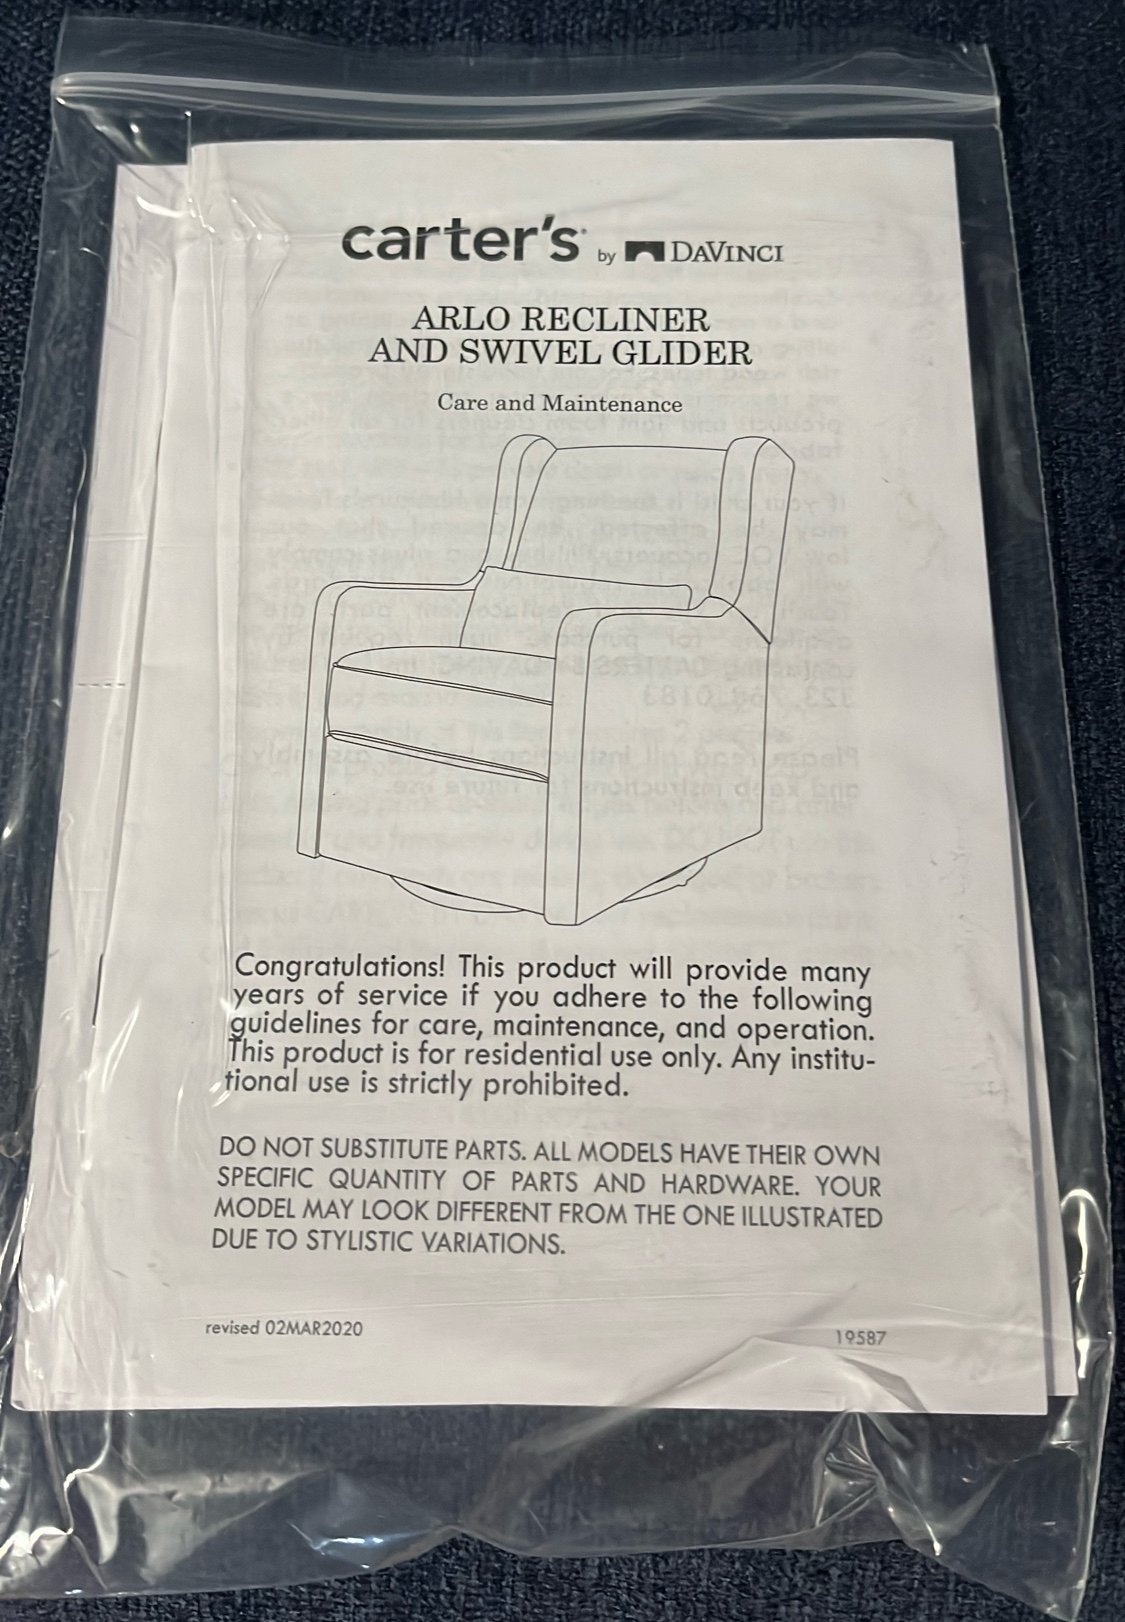 carter's by DAVINCI
ARLO RECLINER
AND SWIVEL GLIDER
Care and Maintenance
Congratulations! This product will provide many
years of service if you adhere to the following
guidelines for care, maintenance, and operation.
This product is for residential use only. Any institu-
tional use is strictly prohibited.
DO NOT SUBSTITUTE PARTS. ALL MODELS HAVE THEIR OWN
SPECIFIC QUANTITY OF PARTS AND HARDWARE. YOUR
MODEL MAY LOOK DIFFERENT FROM THE ONE ILLUSTRATED
DUE TO STYLISTIC VARIATIONS.
revised 02MAR2020
19587